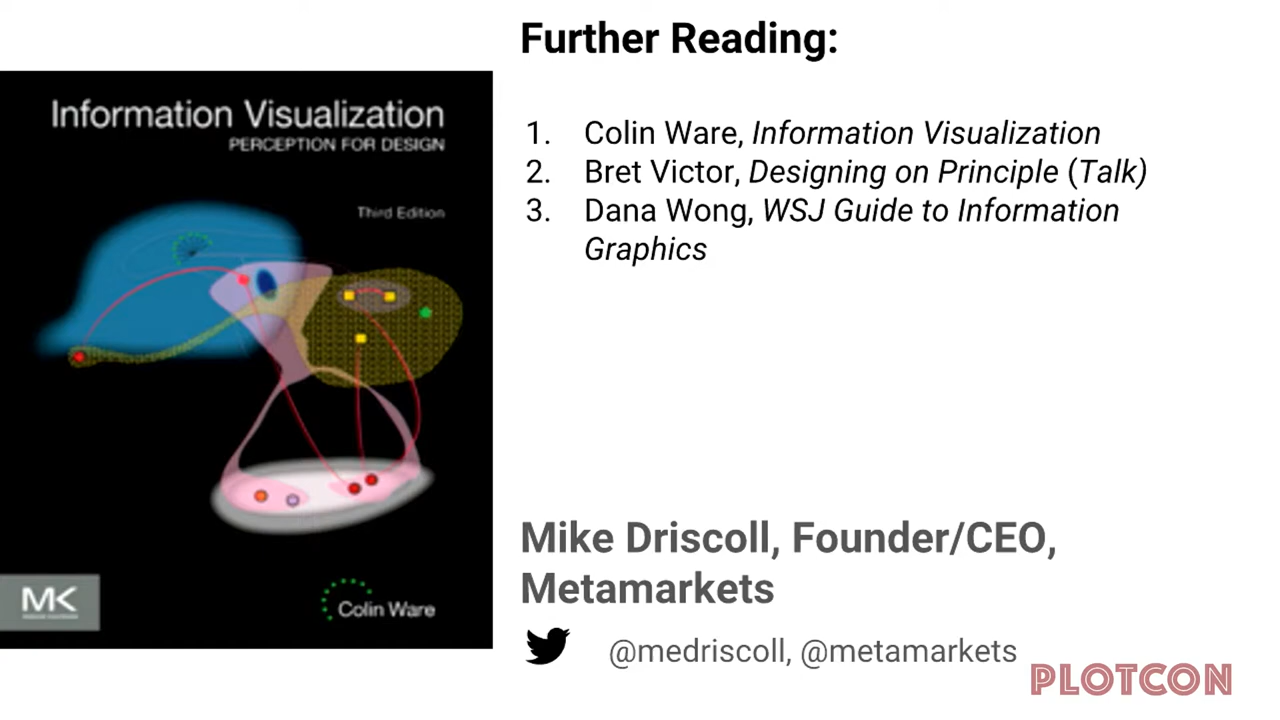 Further Reading:
Information Visualization
PERCEPTION FOR DESIGN
Third Edition
MK
Colin Ware
1. Colin Ware, Information Visualization
2. Bret Victor, Designing on Principle (Talk)
3. Dana Wong, WSJ Guide to Information
Graphics
Mike Driscoll, Founder/CEO,
Metamarkets
@medriscoll, @metamarkets
PLOTCON